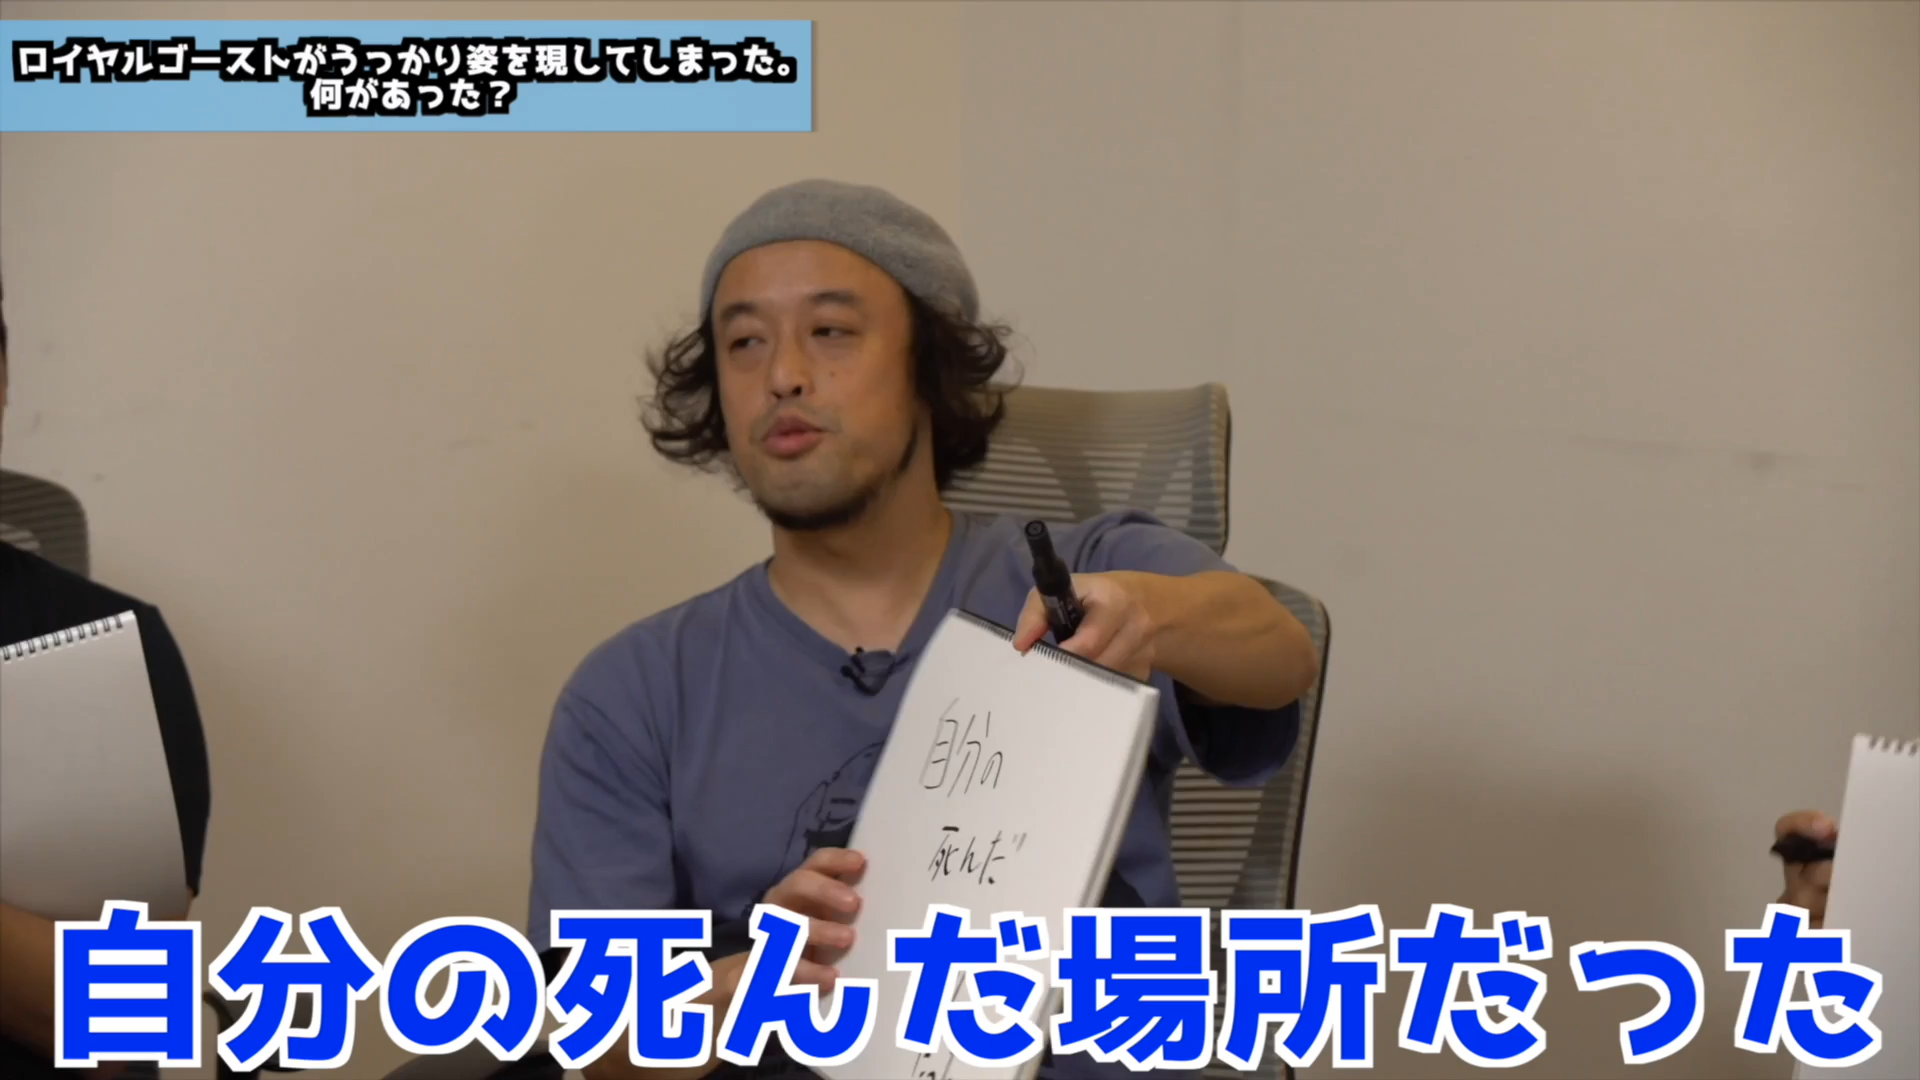 ロイヤルゴーストがうっかり姿を現してしまった。
何があった?
自分の
死んだ
自分の死んだ場所だった